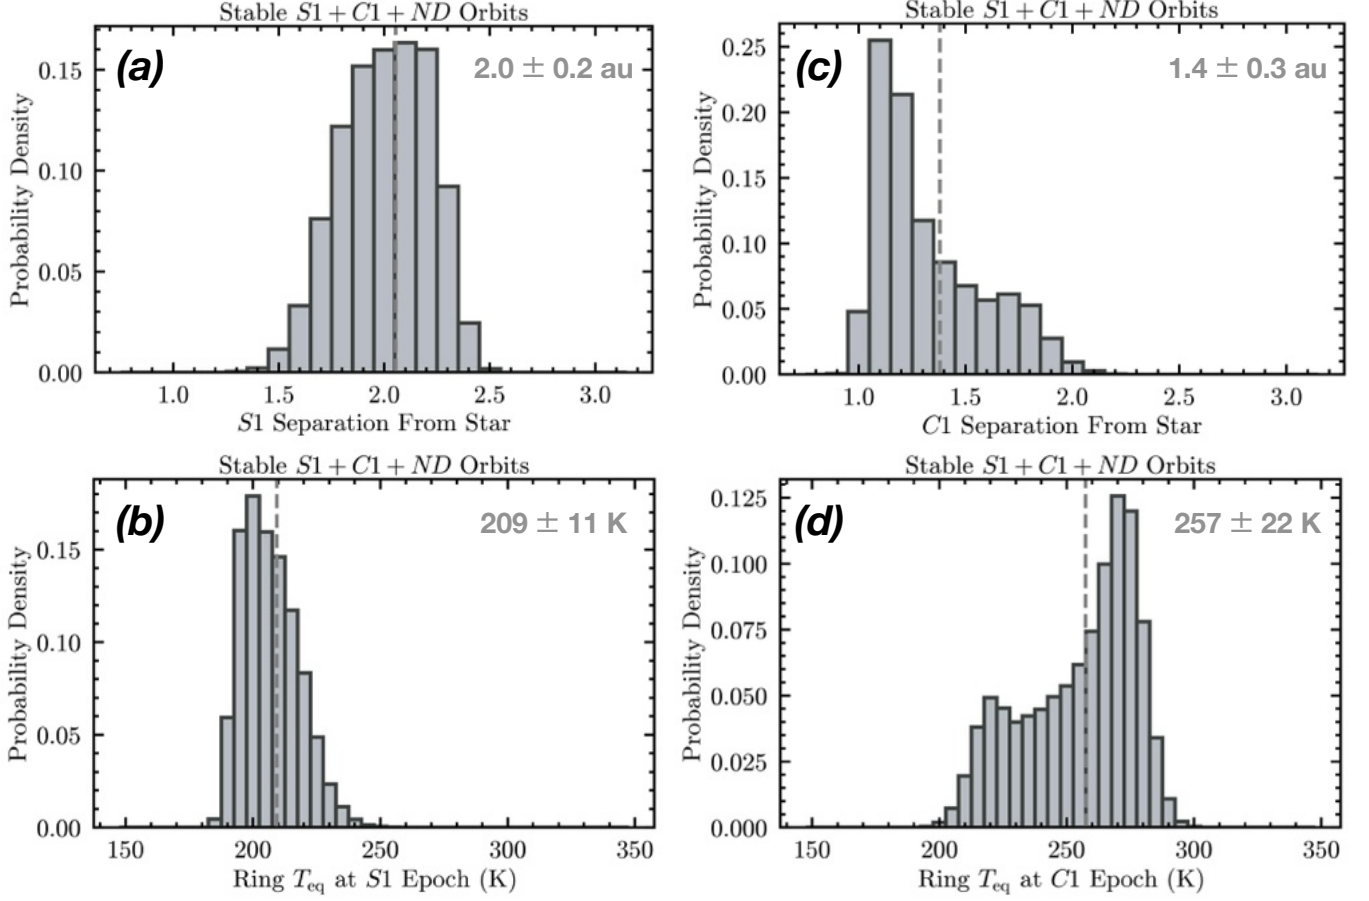 Stable S1 + C1 + ND Orbits
(a)
2.0 ± 0.2 au
Probability Density
0.15
0.10
0.05
0.00
1.0 1.5 2.0 2.5 3.0
S1 Separation From Star
Stable S1 + C1 + ND Orbits
(c)
1.4 ± 0.3 au
Probability Density
0.25
0.20
0.15
0.10
0.05
0.00
1.0 1.5 2.0 2.5 3.0
C1 Separation From Star
Stable S1 + C1 + ND Orbits
(b)
209 ± 11 K
Probability Density
0.15
0.10
0.05
0.00
150 200 250 300 350
Ring Teq at S1 Epoch (K)
Stable S1 + C1 + ND Orbits
(d)
257 ± 22 K
Probability Density
0.125
0.100
0.075
0.050
0.025
0.000
150 200 250 300 350
Ring Teq at C1 Epoch (K)